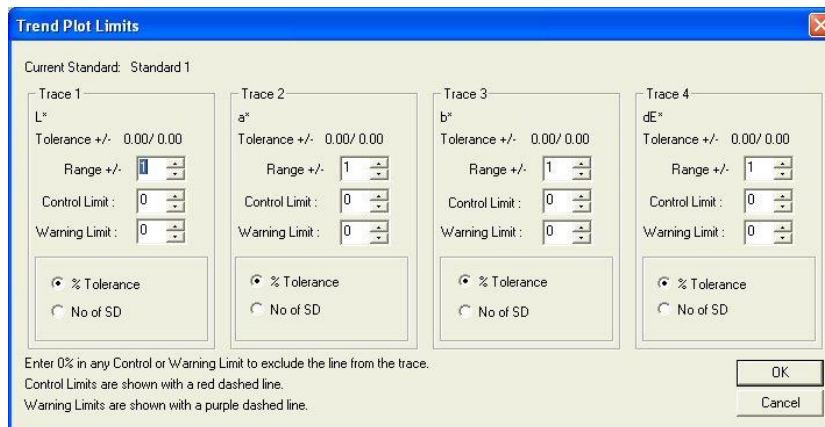 Trend Plot Limits
Current Standard: Standard 1
Trace 1
L*
Tolerance +/- 0.00/ 0.00
Range +/- 1
Control Limit : 0
Warning Limit : 0
% Tolerance
No of SD
Trace 2
a*
Tolerance +/- 0.00/ 0.00
Range +/- 1
Control Limit : 0
Warning Limit : 0
% Tolerance
No of SD
Trace 3
b*
Tolerance +/- 0.00/ 0.00
Range +/- 1
Control Limit : 0
Warning Limit : 0
% Tolerance
No of SD
Trace 4
dE*
Tolerance +/- 0.00/ 0.00
Range +/- 1
Control Limit : 0
Warning Limit : 0
% Tolerance
No of SD
Enter 0% in any Control or Warning Limit to exclude the line from the trace.
Control Limits are shown with a red dashed line.
Warning Limits are shown with a purple dashed line.
OK
Cancel